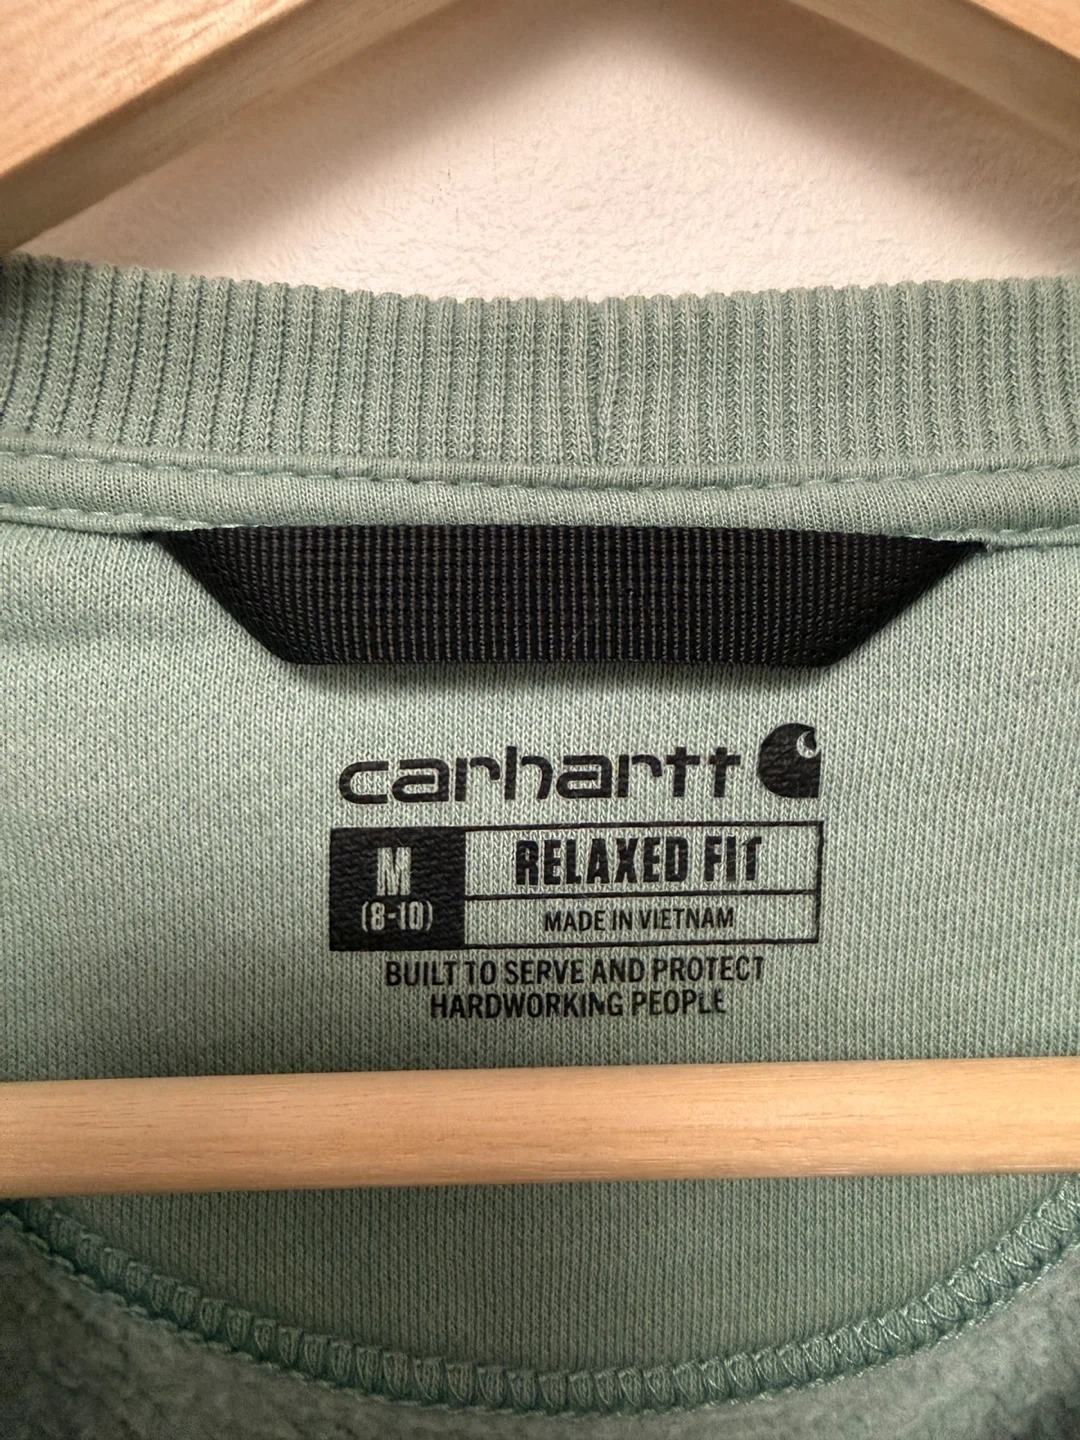 carhartt
M
(8-10)
RELAXED FIT
MADE IN VIETNAM
BUILT TO SERVE AND PROTECT
HARDWORKING PEOPLE